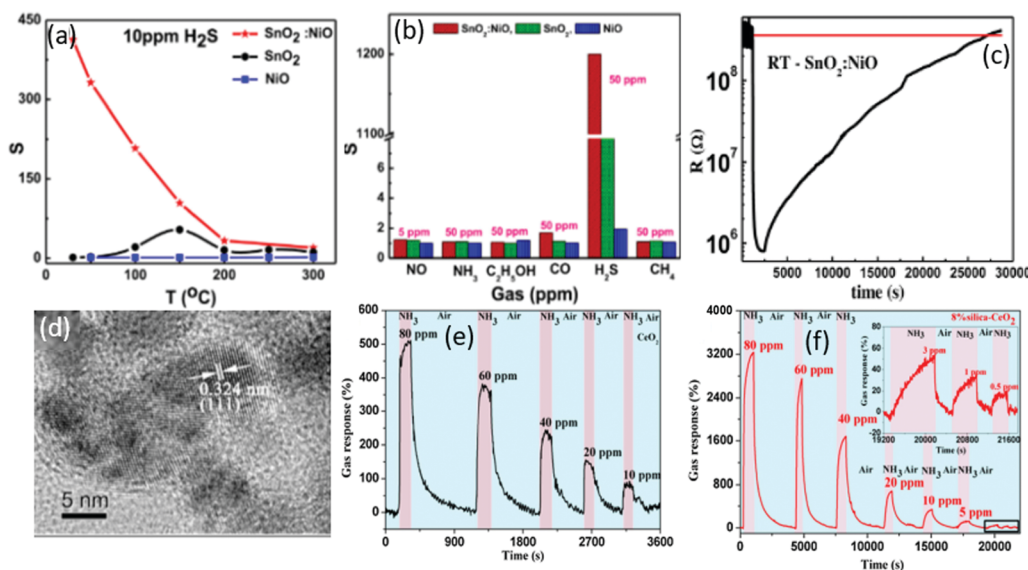 (a)
10ppm H2S
SnO2 :NiO
SnO2
NiO
450
300
150
0
S
0 100 200 300
T (OC)
(b)
SnO2:NiO, SnO2, NiO
1200
1100
6
4
2
0
S
5 ppm
50 ppm
50 ppm
50 ppm
50 ppm
50 ppm
NO NH3 C2H5OH CO H2S CH4
Gas (ppm)
(c)
RT - SnO2:NiO
10^8
10^7
10^6
R (Ω)
0 5000 10000 15000 20000 25000 30000
time (s)
(d)
0.324 nm
(111)
5 nm
(e)
NH3 Air NH3 Air NH3 Air NH3 Air NH3 Air
CeO2
80 ppm
60 ppm
40 ppm
20 ppm
10 ppm
600
500
400
300
200
100
0
Gas response (%)
0 900 1800 2700 3600
Time (s)
(f)
8%silica-CeO2
NH3 Air NH3 Air NH3
80 ppm
60 ppm
40 ppm
Air NH3 Air NH3 Air NH3 Air
20 ppm
10 ppm
5 ppm
3200
2400
1600
800
0
Gas response (%)
0 5000 10000 15000 20000
Time (s)
NH3 Air NH3 Air NH3
3 ppm
1 ppm
0.5 ppm
80
60
40
20
0
-20
Gas response (%)
19200 20000 20800 21600
Time (s)